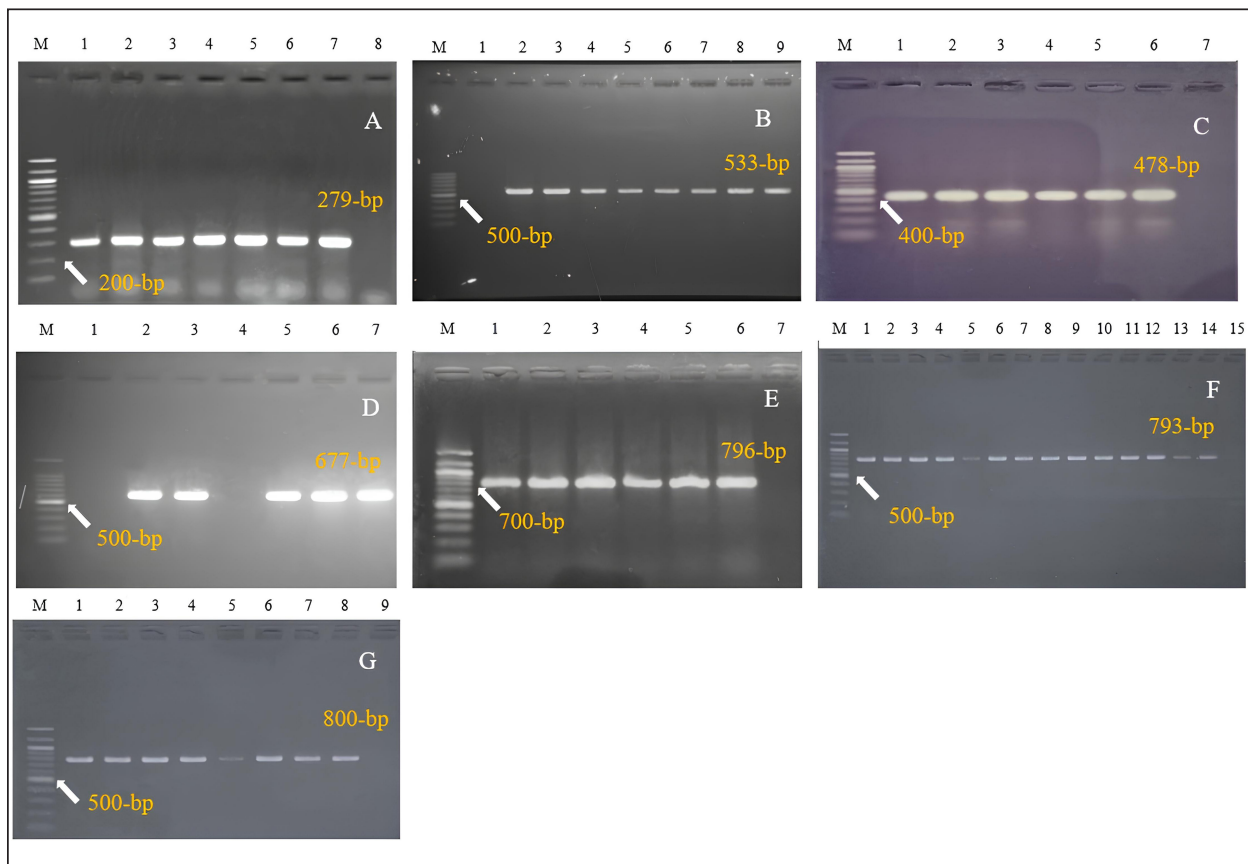 M 1 2 3 4 5 6 7 8
A
279-bp
200-bp
M 1 2 3 4 5 6 7 8 9
B
533-bp
500-bp
M 1 2 3 4 5 6 7
C
478-bp
400-bp
M 1 2 3 4 5 6 7
D
677-bp
500-bp
M 1 2 3 4 5 6 7
E
796-bp
700-bp
M 1 2 3 4 5 6 7 8 9 10 11 12 13 14 15
F
793-bp
500-bp
M 1 2 3 4 5 6 7 8 9
G
800-bp
500-bp